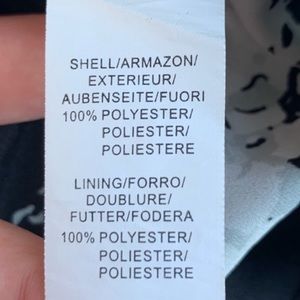 SHELL/ARMAZON/
EXTERIEUR/
AUBENSEITE/FUORI
100% POLYESTER/
POLIESTER/
POLIESTERE
LINING/FORRO/
DOUBLURE/
FUTTER/FODERA
100% POLYESTER/
POLIESTER/
POLIESTERE